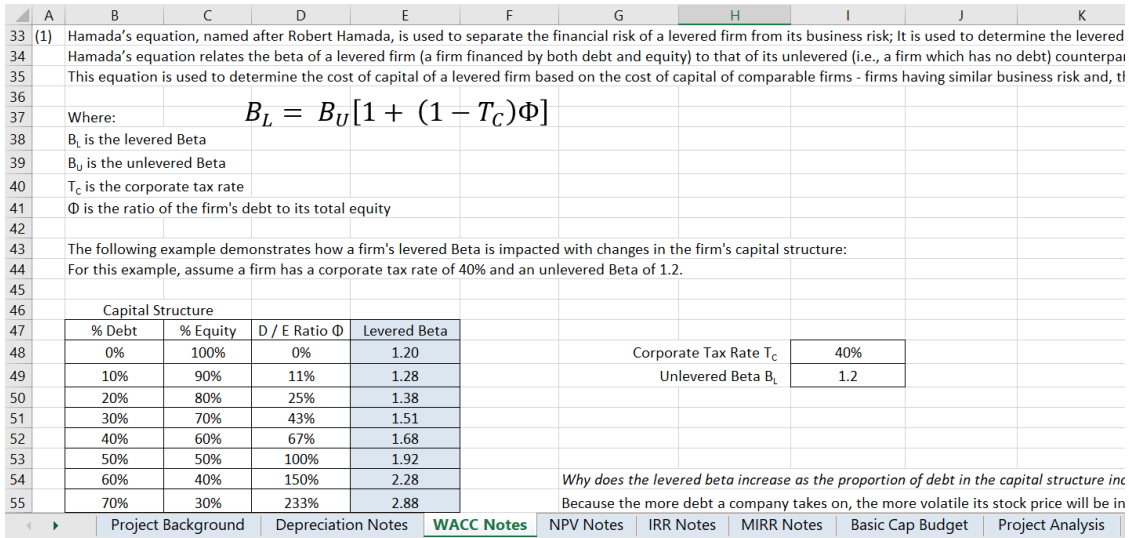 A B C D E F G H I J K
33 (1) Hamada's equation, named after Robert Hamada, is used to separate the financial risk of a levered firm from its business risk; It is used to determine the levered
34 Hamada's equation relates the beta of a levered firm (a firm financed by both debt and equity) to that of its unlevered (i.e., a firm which has no debt)
35 This equation is used to determine the cost of capital of a levered firm based on the cost of capital of comparable firms - firms having similar business risk and,
36
37 Where: B_L = B_U[1 + (1 − T_C)Φ]
38 B_L is the levered Beta
39 B_U is the unlevered Beta
40 T_C is the corporate tax rate
41 Φ is the ratio of the firm's debt to its total equity
42
43 The following example demonstrates how a firm's levered Beta is impacted with changes in the firm's capital structure:
44 For this example, assume a firm has a corporate tax rate of 40% and an unlevered Beta of 1.2.
45
46 Capital Structure
47 % Debt % Equity D / E Ratio Φ Levered Beta
48 0% 100% 0% 1.20 Corporate Tax Rate T_C 40%
49 10% 90% 11% 1.28 Unlevered Beta B_L 1.2
50 20% 80% 25% 1.38
51 30% 70% 43% 1.51
52 40% 60% 67% 1.68
53 50% 50% 100% 1.92
54 60% 40% 150% 2.28 Why does the levered beta increase as the proportion of debt in the capital structure
55 70% 30% 233% 2.88 Because the more debt a company takes on, the more volatile its stock price will be in
Project Background Depreciation Notes WACC Notes NPV Notes IRR Notes MIRR Notes Basic Cap Budget Project Analysis